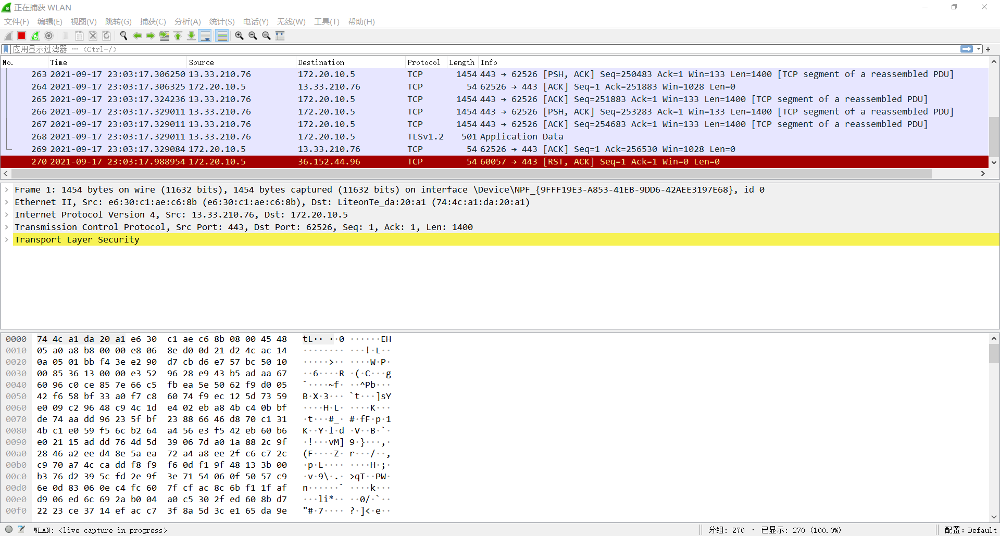 正在捕获 WLAN
文件(F) 编辑(E) 视图(V) 跳转(G) 捕获(C) 分析(A) 统计(S) 电话(Y) 无线(W) 工具(T) 帮助(H)
应用显示过滤器 … <Ctrl-/>
No. Time Source Destination Protocol Length Info
263 2021-09-17 23:03:17.306250 13.33.210.76 172.20.10.5 TCP 1454 443 → 62526 [PSH, ACK] Seq=250483 Ack=1 Win=133 Len=1400 [TCP segment of a reassembled PDU]
264 2021-09-17 23:03:17.306325 172.20.10.5 13.33.210.76 TCP 54 62526 → 443 [ACK] Seq=1 Ack=251883 Win=1028 Len=0
265 2021-09-17 23:03:17.324236 13.33.210.76 172.20.10.5 TCP 1454 443 → 62526 [ACK] Seq=251883 Ack=1 Win=133 Len=1400 [TCP segment of a reassembled PDU]
266 2021-09-17 23:03:17.329011 13.33.210.76 172.20.10.5 TCP 1454 443 → 62526 [PSH, ACK] Seq=253283 Ack=1 Win=133 Len=1400 [TCP segment of a reassembled PDU]
267 2021-09-17 23:03:17.329011 13.33.210.76 172.20.10.5 TCP 1454 443 → 62526 [ACK] Seq=254683 Ack=1 Win=133 Len=1400 [TCP segment of a reassembled PDU]
268 2021-09-17 23:03:17.329011 13.33.210.76 172.20.10.5 TLSv1.2 501 Application Data
269 2021-09-17 23:03:17.329084 172.20.10.5 13.33.210.76 TCP 54 62526 → 443 [ACK] Seq=1 Ack=256530 Win=1028 Len=0
270 2021-09-17 23:03:17.988954 172.20.10.5 36.152.44.96 TCP 54 60057 → 443 [RST, ACK] Seq=1 Ack=1 Win=0 Len=0
Frame 1: 1454 bytes on wire (11632 bits), 1454 bytes captured (11632 bits) on interface \Device\NPF_{9FFF19E3-A853-41EB-9DD6-42AEE3197E68}, id 0
Ethernet II, Src: e6:30:c1:ae:c6:8b (e6:30:c1:ae:c6:8b), Dst: LiteonTe_da:20:a1 (74:4c:a1:da:20:a1)
Internet Protocol Version 4, Src: 13.33.210.76, Dst: 172.20.10.5
Transmission Control Protocol, Src Port: 443, Dst Port: 62526, Seq: 1, Ack: 1, Len: 1400
Transport Layer Security
0000 74 4c a1 da 20 a1 e6 30 c1 ae c6 8b 08 00 45 48 tL·· ··0 ······EH
0010 05 a0 a8 b8 00 00 e8 06 8e d0 0d 21 d2 4c ac 14 ········ ···!·L··
0020 0a 05 01 bb f4 3e e2 90 d7 cb d6 e7 57 bc 50 10 ·····>·· ····W·P·
0030 00 85 36 13 00 00 e3 52 96 28 e9 43 b5 ad aa 67 ··6····R ·(·C···g
0040 60 96 c0 ce 85 7e 66 c5 fb ea 5e 50 62 f9 d0 05 `····~f· ··^Pb···
0050 42 f6 58 bf 33 a0 f7 c8 60 74 f9 ec 12 5d 73 59 B·X·3··· `t···]sY
0060 e0 09 c2 96 48 c9 4c 1d e4 02 eb a8 4b c4 0b bf ····H·L· ····K···
0070 de 74 aa dd 96 23 5f bf 23 88 66 46 d8 70 c1 31 ·t···#_· #·fF·p·1
0080 4b c1 e0 59 f5 6c b2 64 a4 56 e3 f5 42 eb 60 b6 K··Y·l·d ·V··B·`·
0090 e0 21 15 ad dd 76 4d 5d 39 06 7d a0 1a 88 2c 9f ·!···vM] 9·}···,·
00a0 28 46 a2 ee d4 8e 5a ea 72 a4 a8 ee 2f c6 c7 2c (F····Z· r···/··,
00b0 c9 70 a7 4c ca dd f8 f9 f6 0d f1 9f 48 13 3b 00 ·p·L···· ····H·;·
00c0 b3 76 d2 39 5c fd 2e 9f 3e 71 54 06 0f 50 57 c9 ·v·9\·.· >qT··PW·
00d0 6e 0d 83 06 0e c4 fc 60 7f cf ac 8c 6b f1 1f af n······` ····k···
00e0 d9 06 ed 6c 69 2a b0 04 a0 c5 30 2f ed 60 8b d7 ···li*·· ··0/·`··
00f0 22 23 ce 37 14 ef ac c7 3f 8a 5d 3c e1 65 da 9e "#·7···· ?·]<·e··
WLAN: <live capture in progress> 分组: 270 · 已显示: 270 (100.0%) 配置: Default